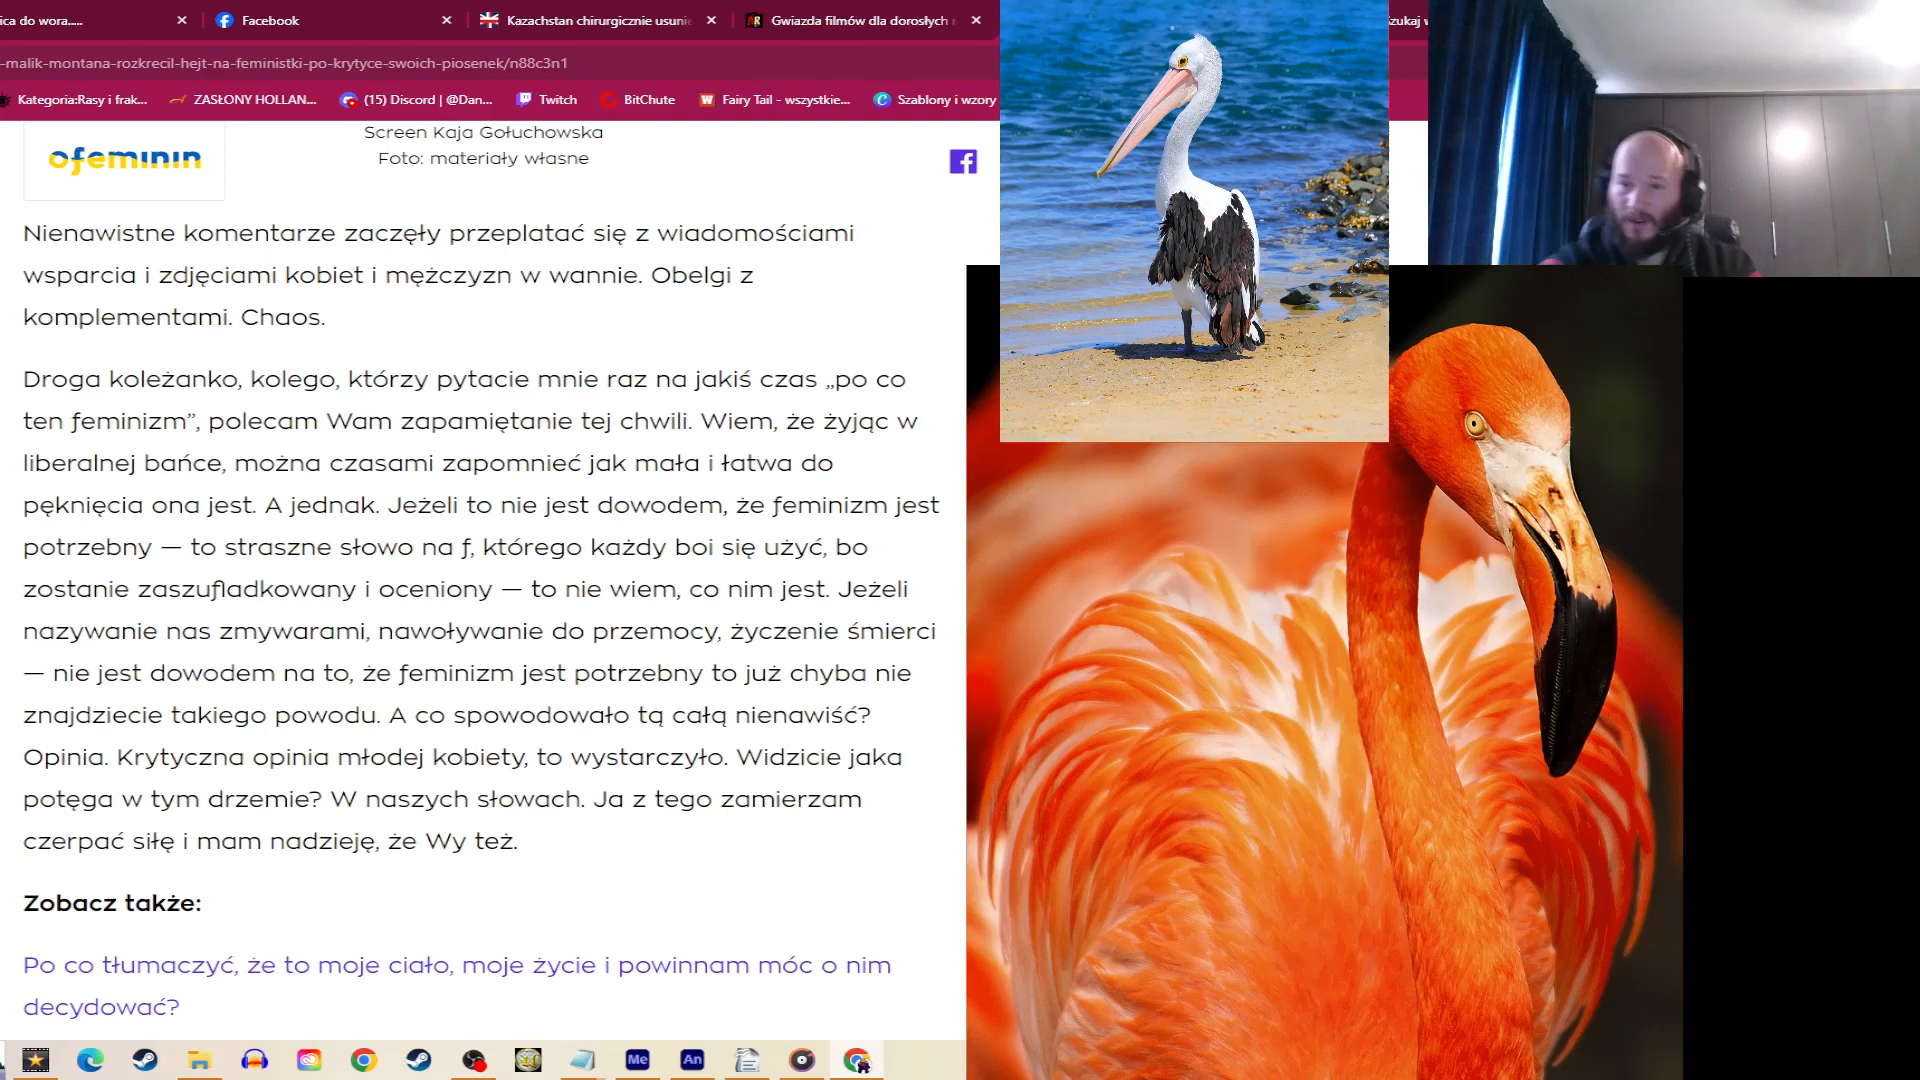 ica do wora.....
Facebook
Kazachstan chirurgicznie usuni
Gwiazda filmów dla dorosłych
Szukaj w
-malik-montana-rozkrecil-hejt-na-feministki-po-krytyce-swoich-piosenek/n88c3n1
Kategoria:Rasy i frak...
ZASŁONY HOLLAN...
(15) Discord | @Dan...
Twitch
BitChute
Fairy Tail - wszystkie...
Szablony i wzory
ofeminin
Screen Kaja Gołuchowska
Foto: materiały własne
Nienawistne komentarze zaczęły przeplatać się z wiadomościami
wsparcia i zdjęciami kobiet i mężczyzn w wannie. Obelgi z
komplementami. Chaos.
Droga koleżanko, kolego, którzy pytacie mnie raz na jakiś czas „po co
ten feminizm”, polecam Wam zapamiętanie tej chwili. Wiem, że żyjąc w
liberalnej bańce, można czasami zapomnieć jak mała i łatwa do
pęknięcia ona jest. A jednak. Jeżeli to nie jest dowodem, że feminizm jest
potrzebny — to straszne słowo na f, którego każdy boi się użyć, bo
zostanie zaszufladkowany i oceniony — to nie wiem, co nim jest. Jeżeli
nazywanie nas zmywarami, nawoływanie do przemocy, życzenie śmierci
— nie jest dowodem na to, że feminizm jest potrzebny to już chyba nie
znajdziecie takiego powodu. A co spowodowało tą całą nienawiść?
Opinia. Krytyczna opinia młodej kobiety, to wystarczyło. Widzicie jaka
potęga w tym drzemie? W naszych słowach. Ja z tego zamierzam
czerpać siłę i mam nadzieję, że Wy też.
Zobacz także:
Po co tłumaczyć, że to moje ciało, moje życie i powinnam móc o nim
decydować?
Me
An